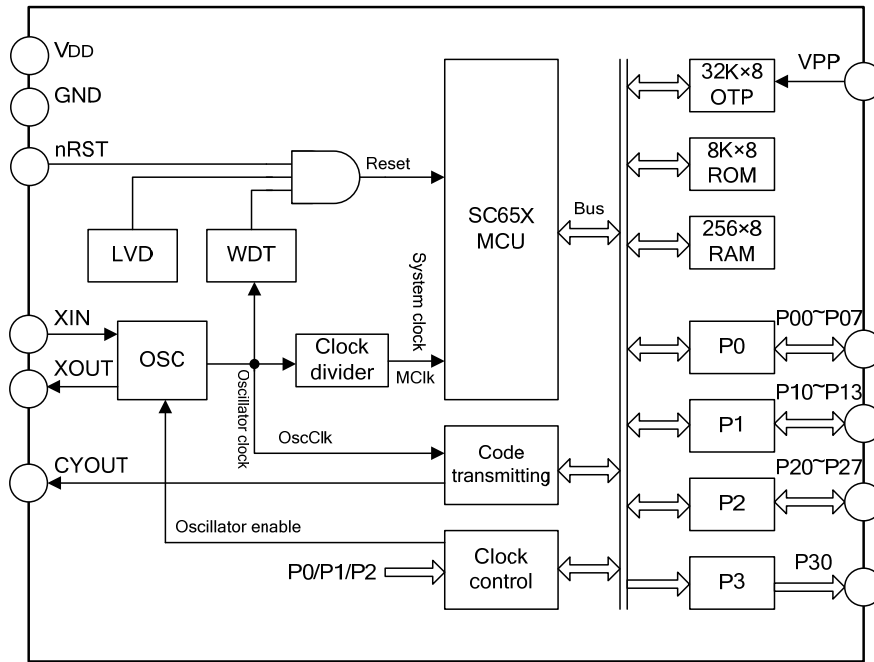 VDD
GND
nRST
Reset
LVD
WDT
XIN
XOUT
OSC
Clock
divider
System clock
MClk
Oscillator clock
OscClk
CYOUT
Oscillator enable
P0/P1/P2
SC65X
MCU
Code
transmitting
Clock
control
Bus
32K×8
OTP
VPP
8K×8
ROM
256×8
RAM
P0
P00~P07
P1
P10~P13
P2
P20~P27
P3
P30